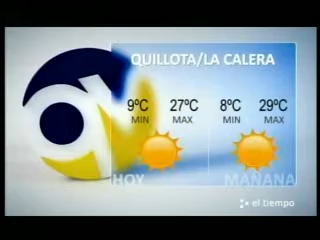 QUILLOTA/LA CALERA
9ºC 27ºC 8ºC 29ºC
MIN MAX MIN MAX
HOY MAÑANA
el tiempo